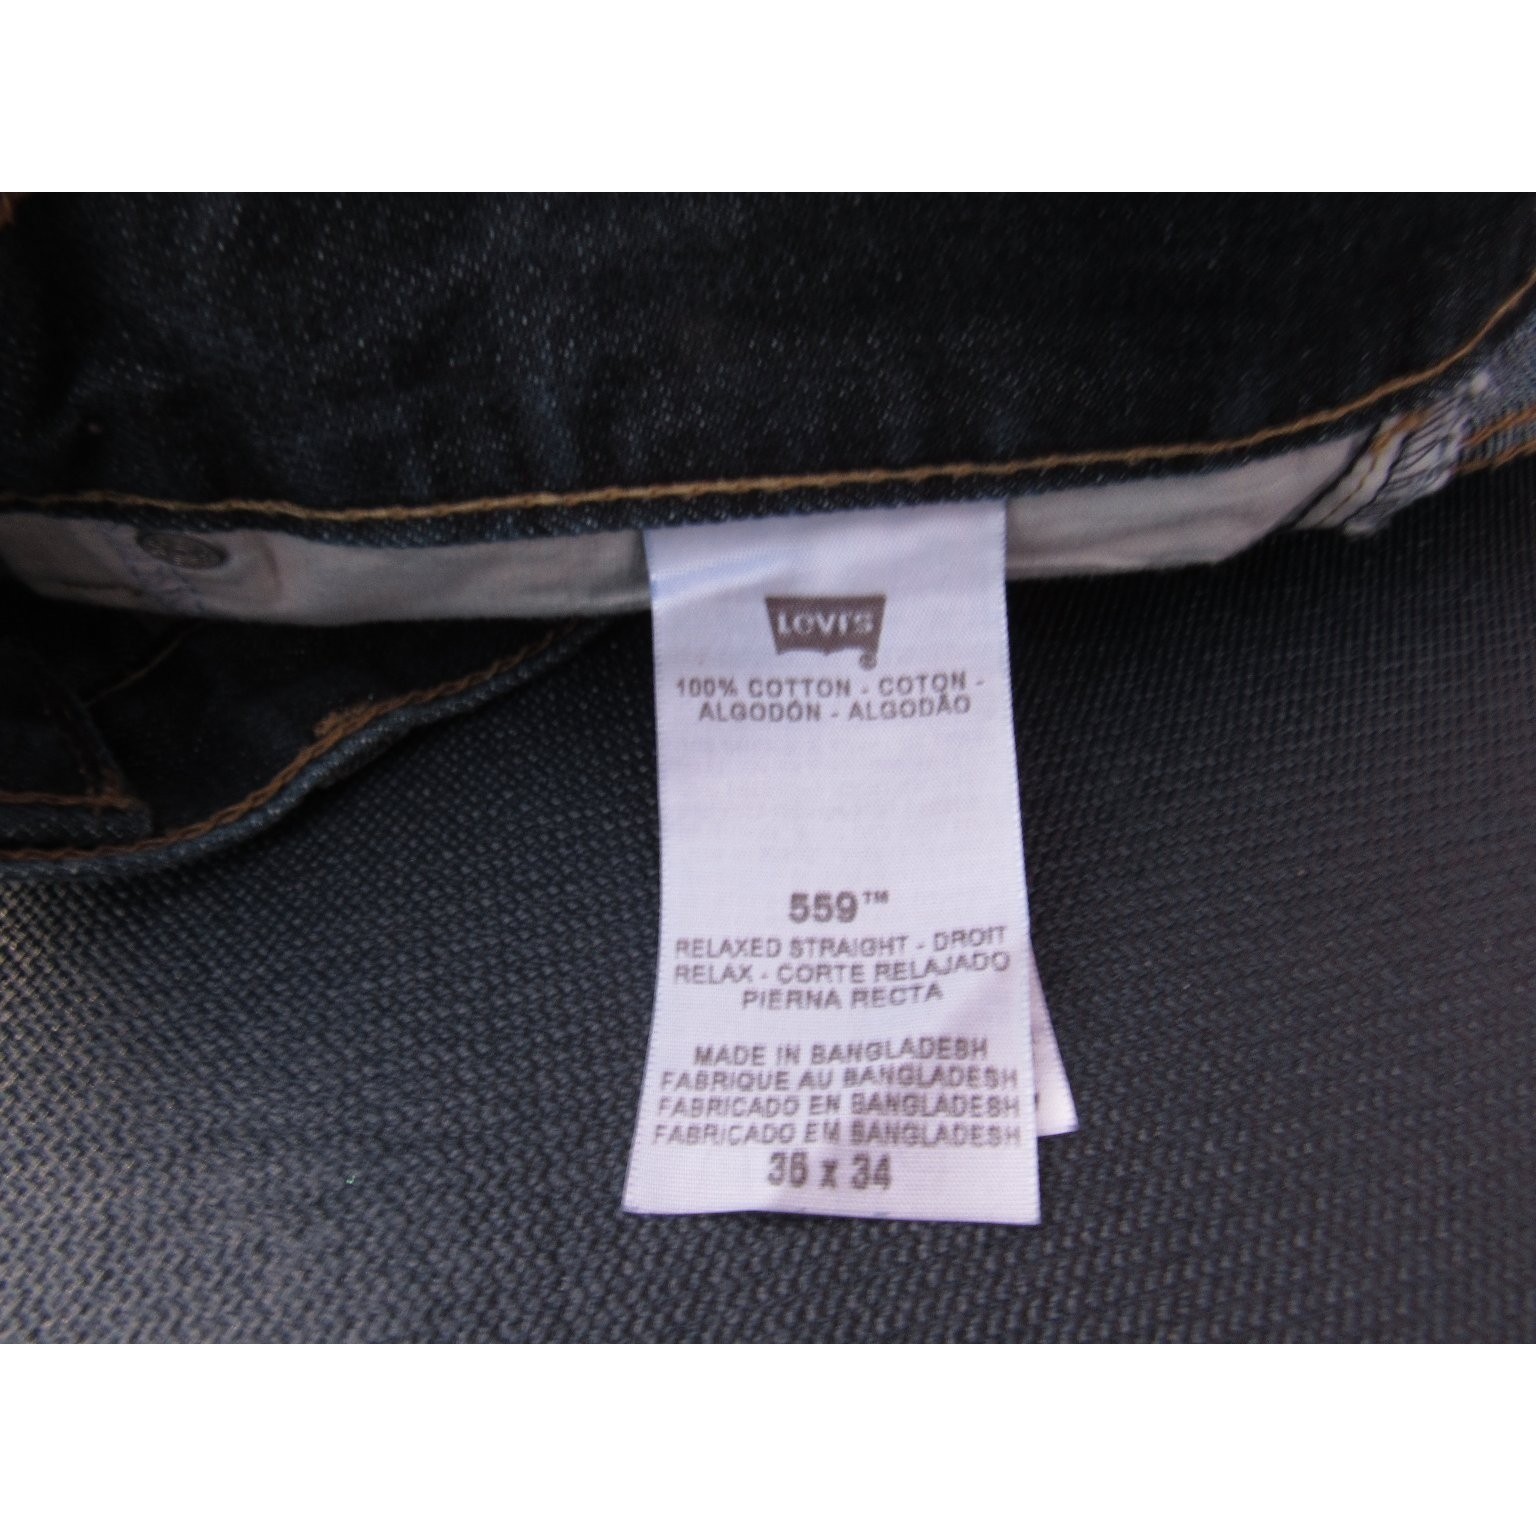 LEVI'S
®
100% COTTON - COTON -
ALGODÓN - ALGODÃO
559™
RELAXED STRAIGHT - DROIT
RELAX - CORTE RELAJADO
PIERNA RECTA
MADE IN BANGLADESH
FABRIQUE AU BANGLADESH
FABRICADO EN BANGLADESH
FABRICADO EM BANGLADESH
36 x 34